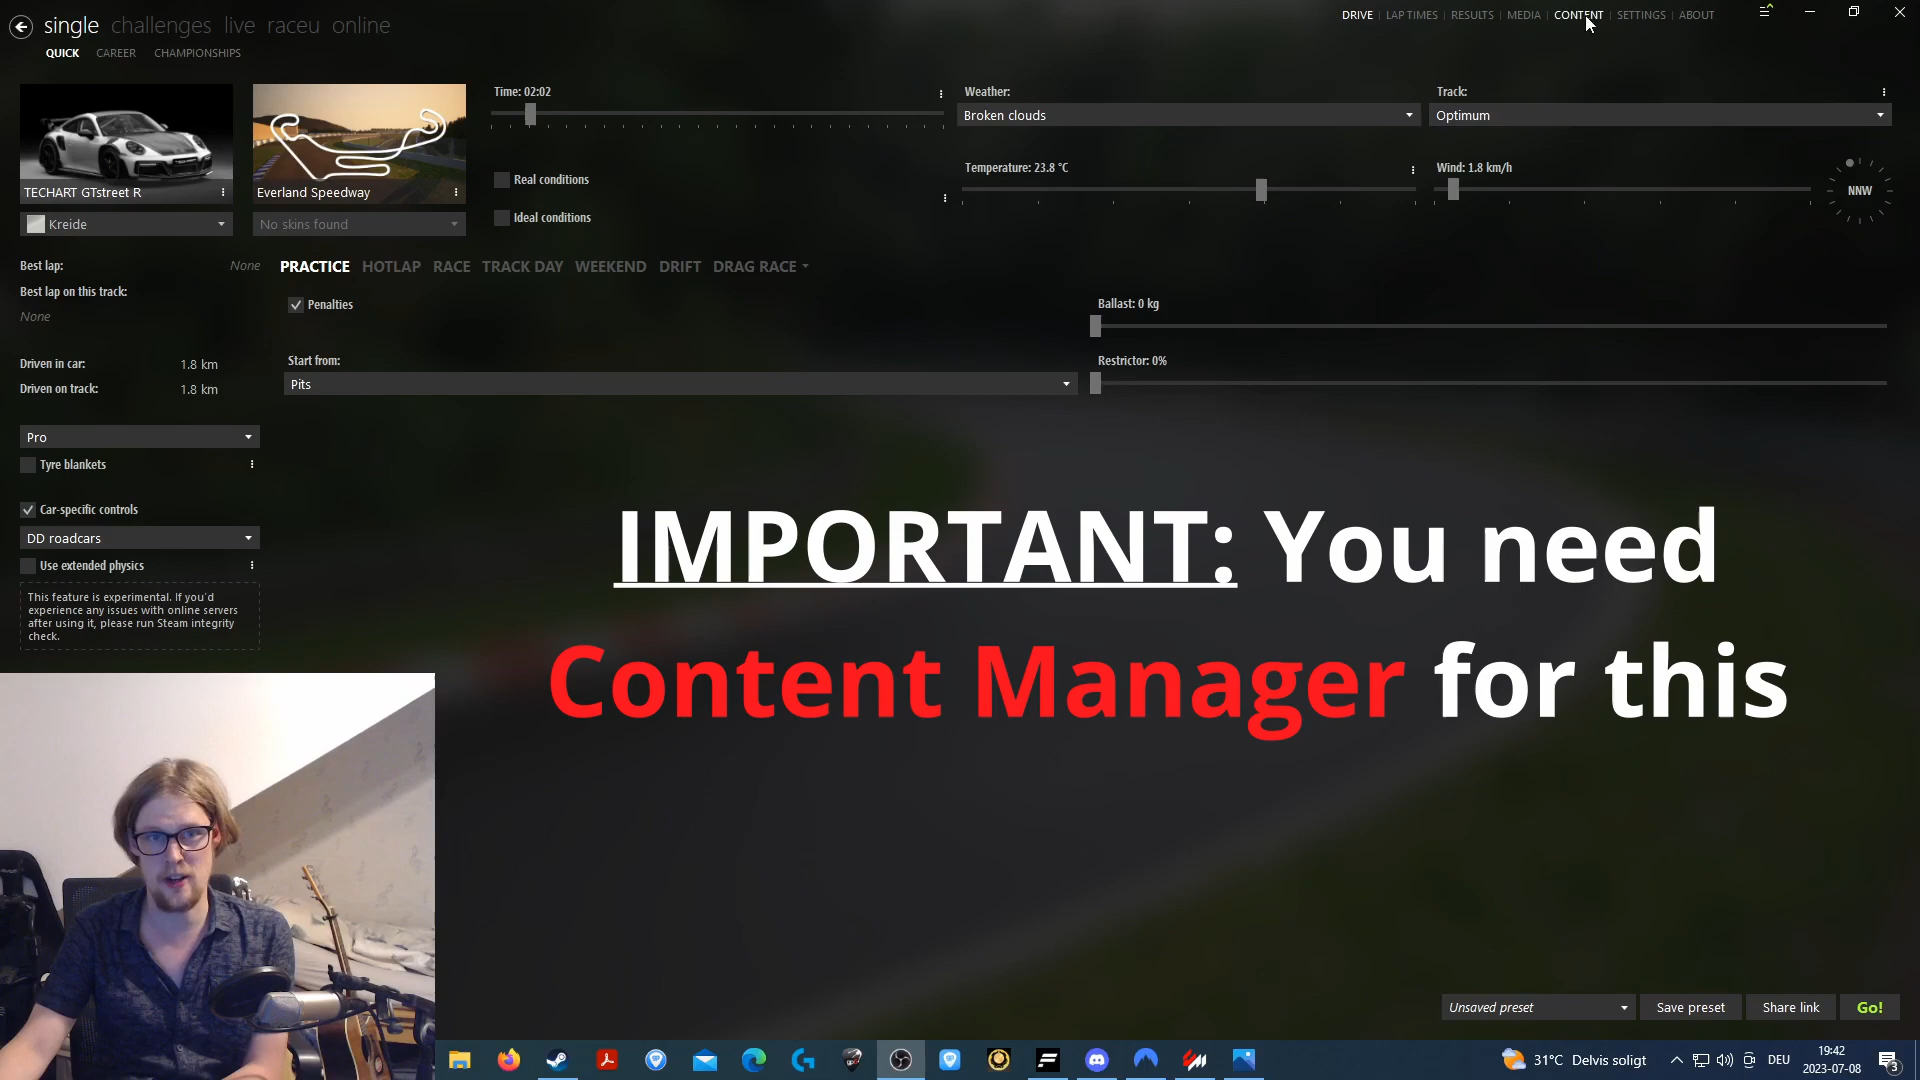 single challenges live raceu online
DRIVE LAP TIMES RESULTS MEDIA CONTENT SETTINGS ABOUT
QUICK CAREER CHAMPIONSHIPS
TECHART GTstreet R
Kreide
Everland Speedway
No skins found
Time: 02:02
Real conditions
Ideal conditions
Weather:
Broken clouds
Track:
Optimum
Temperature: 23.8 °C
Wind: 1.8 km/h
NNW
Best lap: None
Best lap on this track:
None
Driven in car: 1.8 km
Driven on track: 1.8 km
Pro
Tyre blankets
Car-specific controls
DD roadcars
Use extended physics
This feature is experimental. If you'd
experience any issues with online servers
after using it, please run Steam integrity
check.
PRACTICE HOTLAP RACE TRACK DAY WEEKEND DRIFT DRAG RACE
Penalties
Start from:
Pits
Ballast: 0 kg
Restrictor: 0%
IMPORTANT: You need
Content Manager for this
Unsaved preset
Save preset
Share link
Go!
31°C Delvis soligt
DEU
19:42
2023-07-08
3